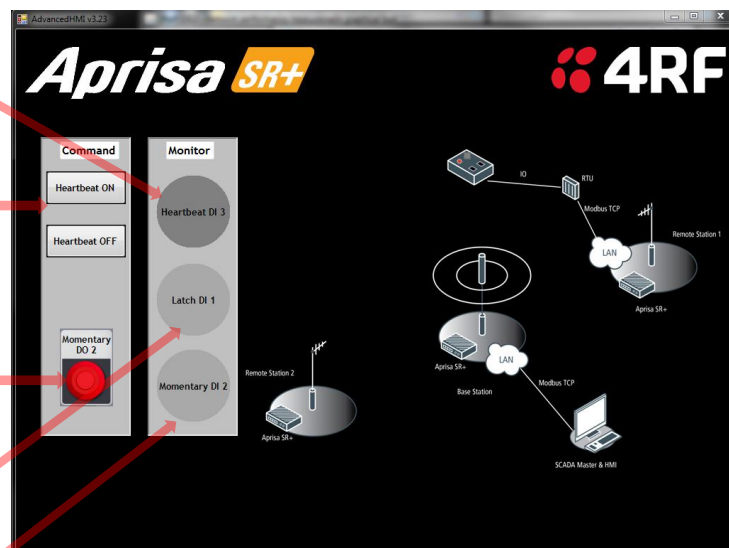 AdvancedHMI v3.23
Aprisa SR+
4RF
Command
Monitor
Heartbeat ON
Heartbeat OFF
Momentary
DO 2
Heartbeat DI 3
Latch DI 1
Momentary DI 2
IO
RTU
Modbus TCP
Remote Station 1
LAN
Aprisa SR+
Aprisa SR+
LAN
Base Station
Modbus TCP
Remote Station 2
Aprisa SR+
SCADA Master & HMI